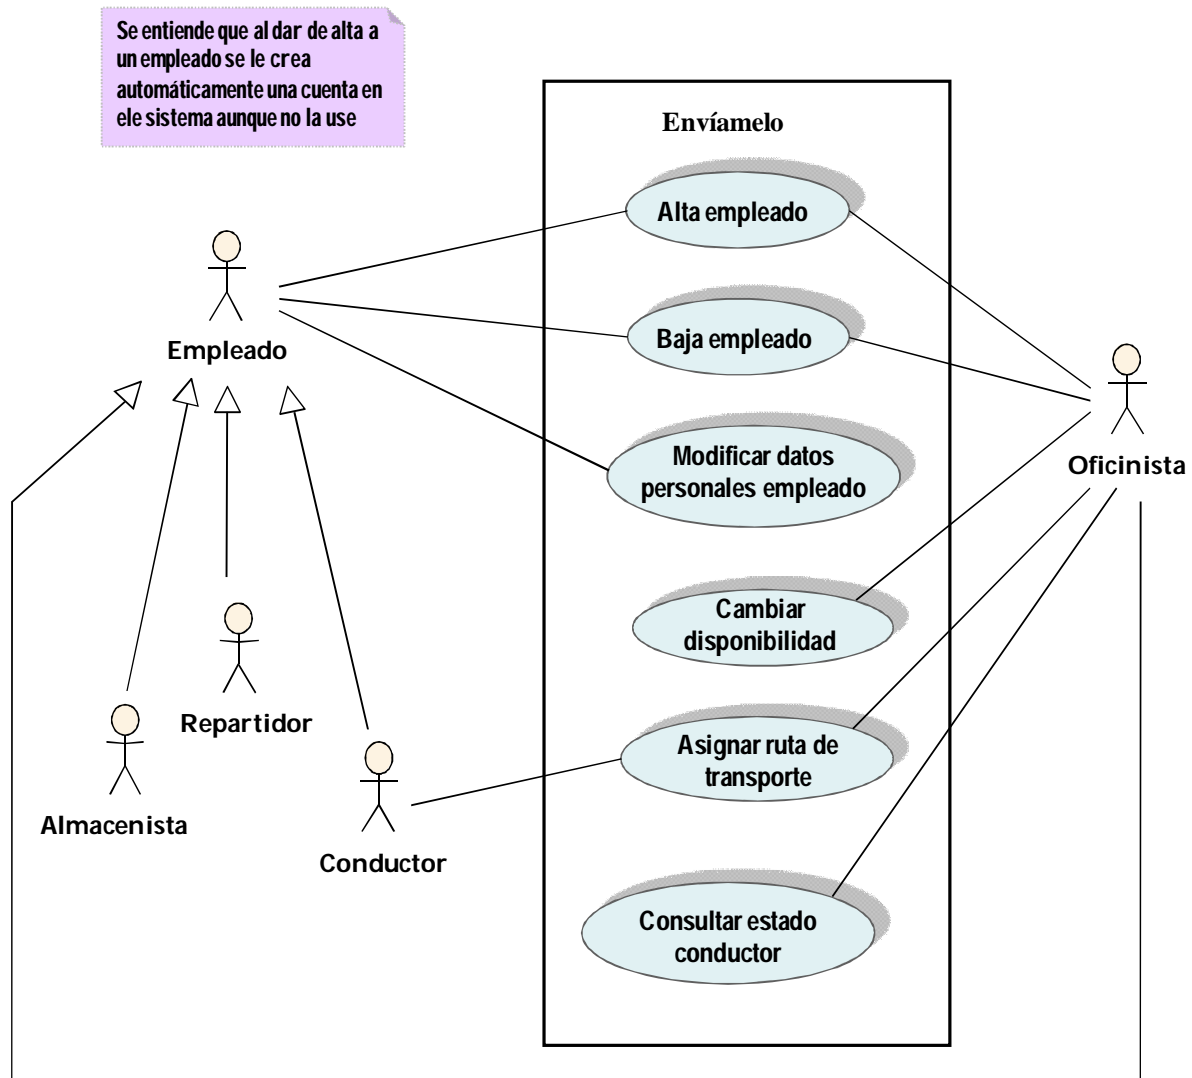 Se entiende que al dar de alta a
un empleado se le crea
automáticamente una cuenta en
ele sistema aunque no la use
Envíamelo
Alta empleado
Baja empleado
Empleado
Modificar datos
personales empleado
Oficinista
Cambiar
disponibilidad
Repartidor
Asignar ruta de
transporte
Almacenista
Conductor
Consultar estado
conductor